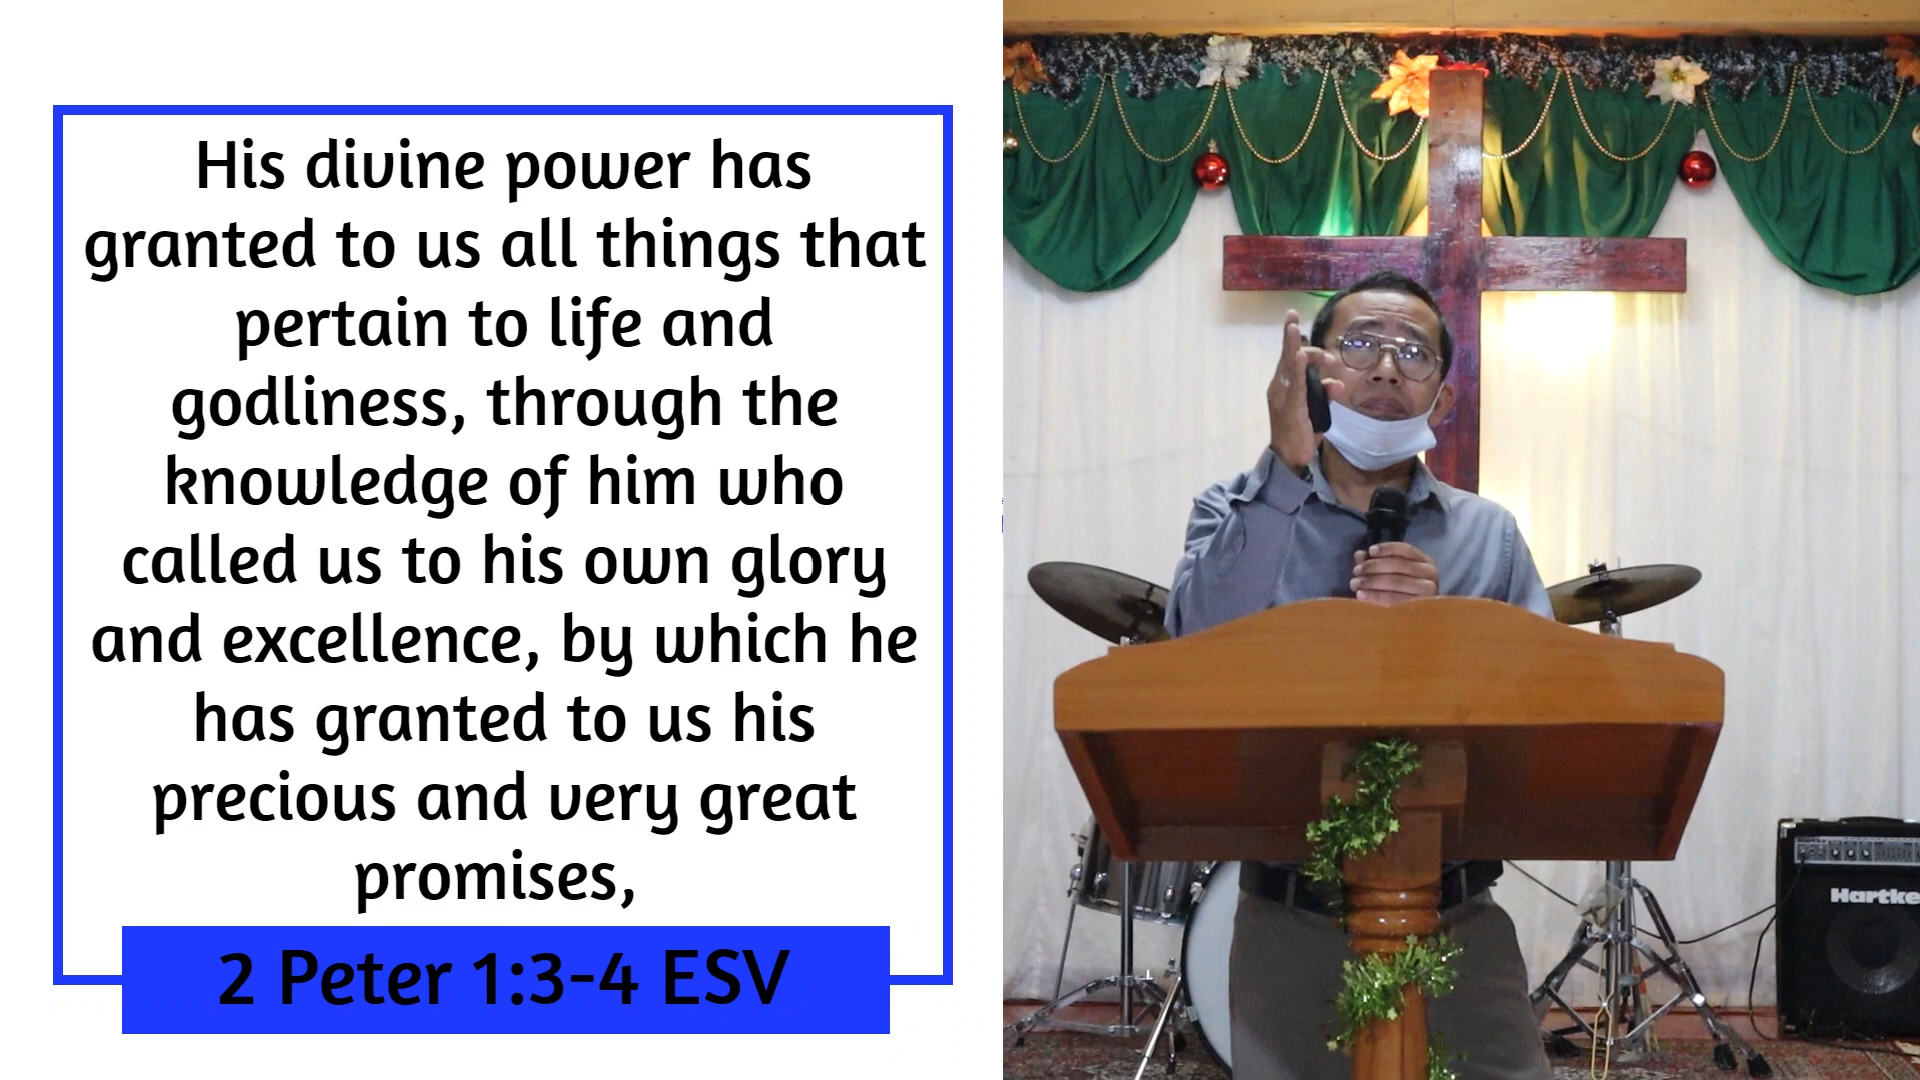 His divine power has
granted to us all things that
pertain to life and
godliness, through the
knowledge of him who
called us to his own glory
and excellence, by which he
has granted to us his
precious and very great
promises,
2 Peter 1:3-4 ESV
Hartke